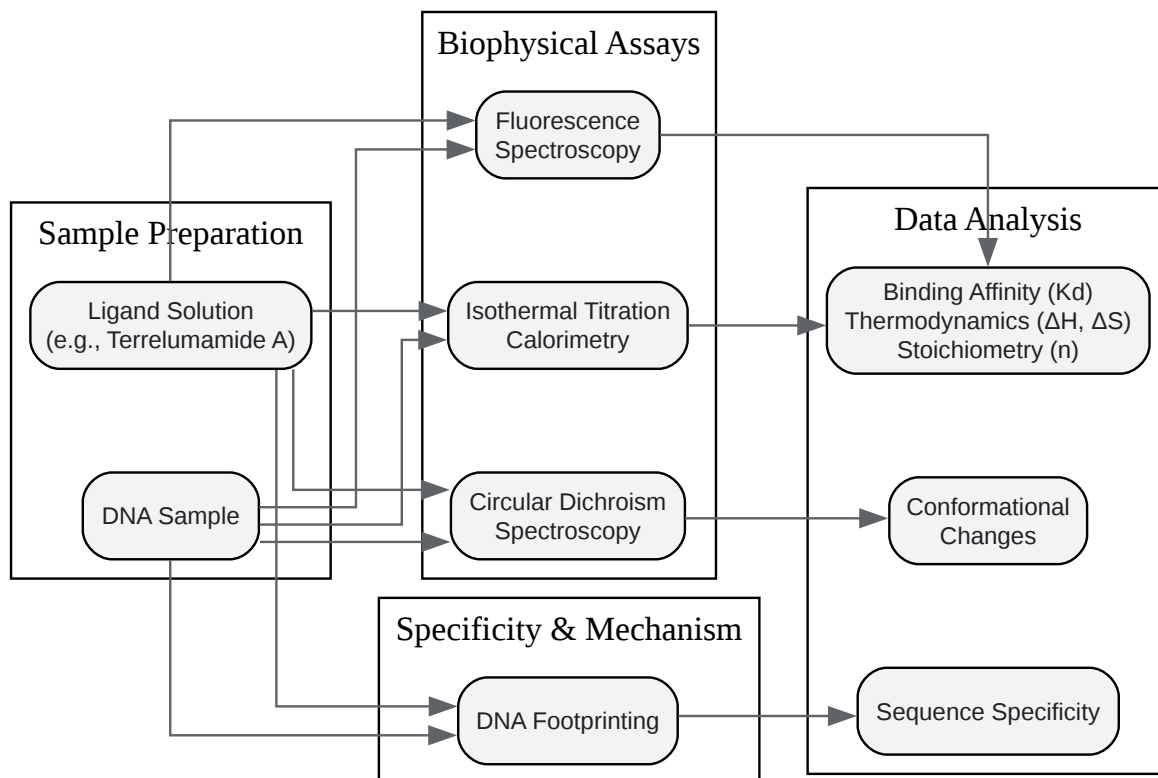 Sample Preparation
Ligand Solution
(e.g., Terrelumamide A)
DNA Sample
Biophysical Assays
Fluorescence
Spectroscopy
Isothermal Titration
Calorimetry
Circular Dichroism
Spectroscopy
Specificity & Mechanism
DNA Footprinting
Data Analysis
Binding Affinity (Kd)
Thermodynamics (ΔH, ΔS)
Stoichiometry (n)
Conformational
Changes
Sequence Specificity